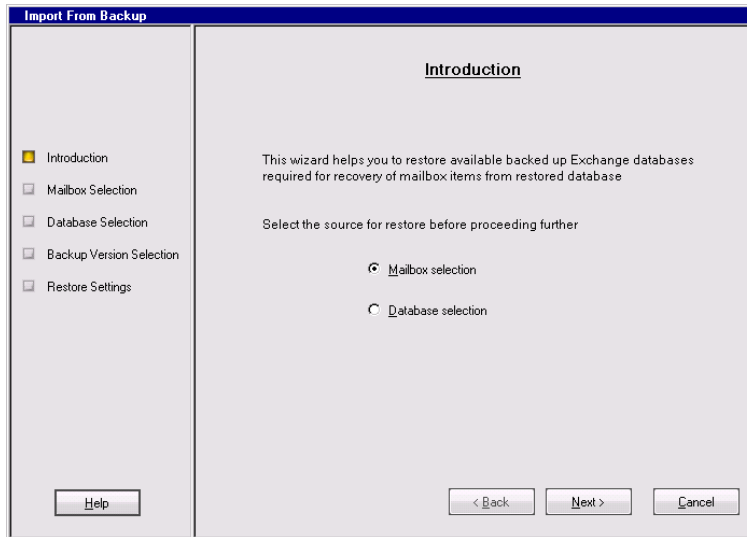 Import From Backup
Introduction
Mailbox Selection
Database Selection
Backup Version Selection
Restore Settings
Help
Introduction
This wizard helps you to restore available backed up Exchange databases
required for recovery of mailbox items from restored database
Select the source for restore before proceeding further
Mailbox selection
Database selection
< Back
Next >
Cancel